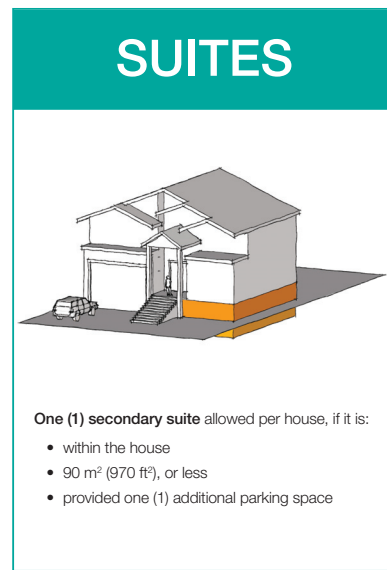 SUITES
One (1) secondary suite allowed per house, if it is:
• within the house
• 90 m² (970 ft²), or less
• provided one (1) additional parking space